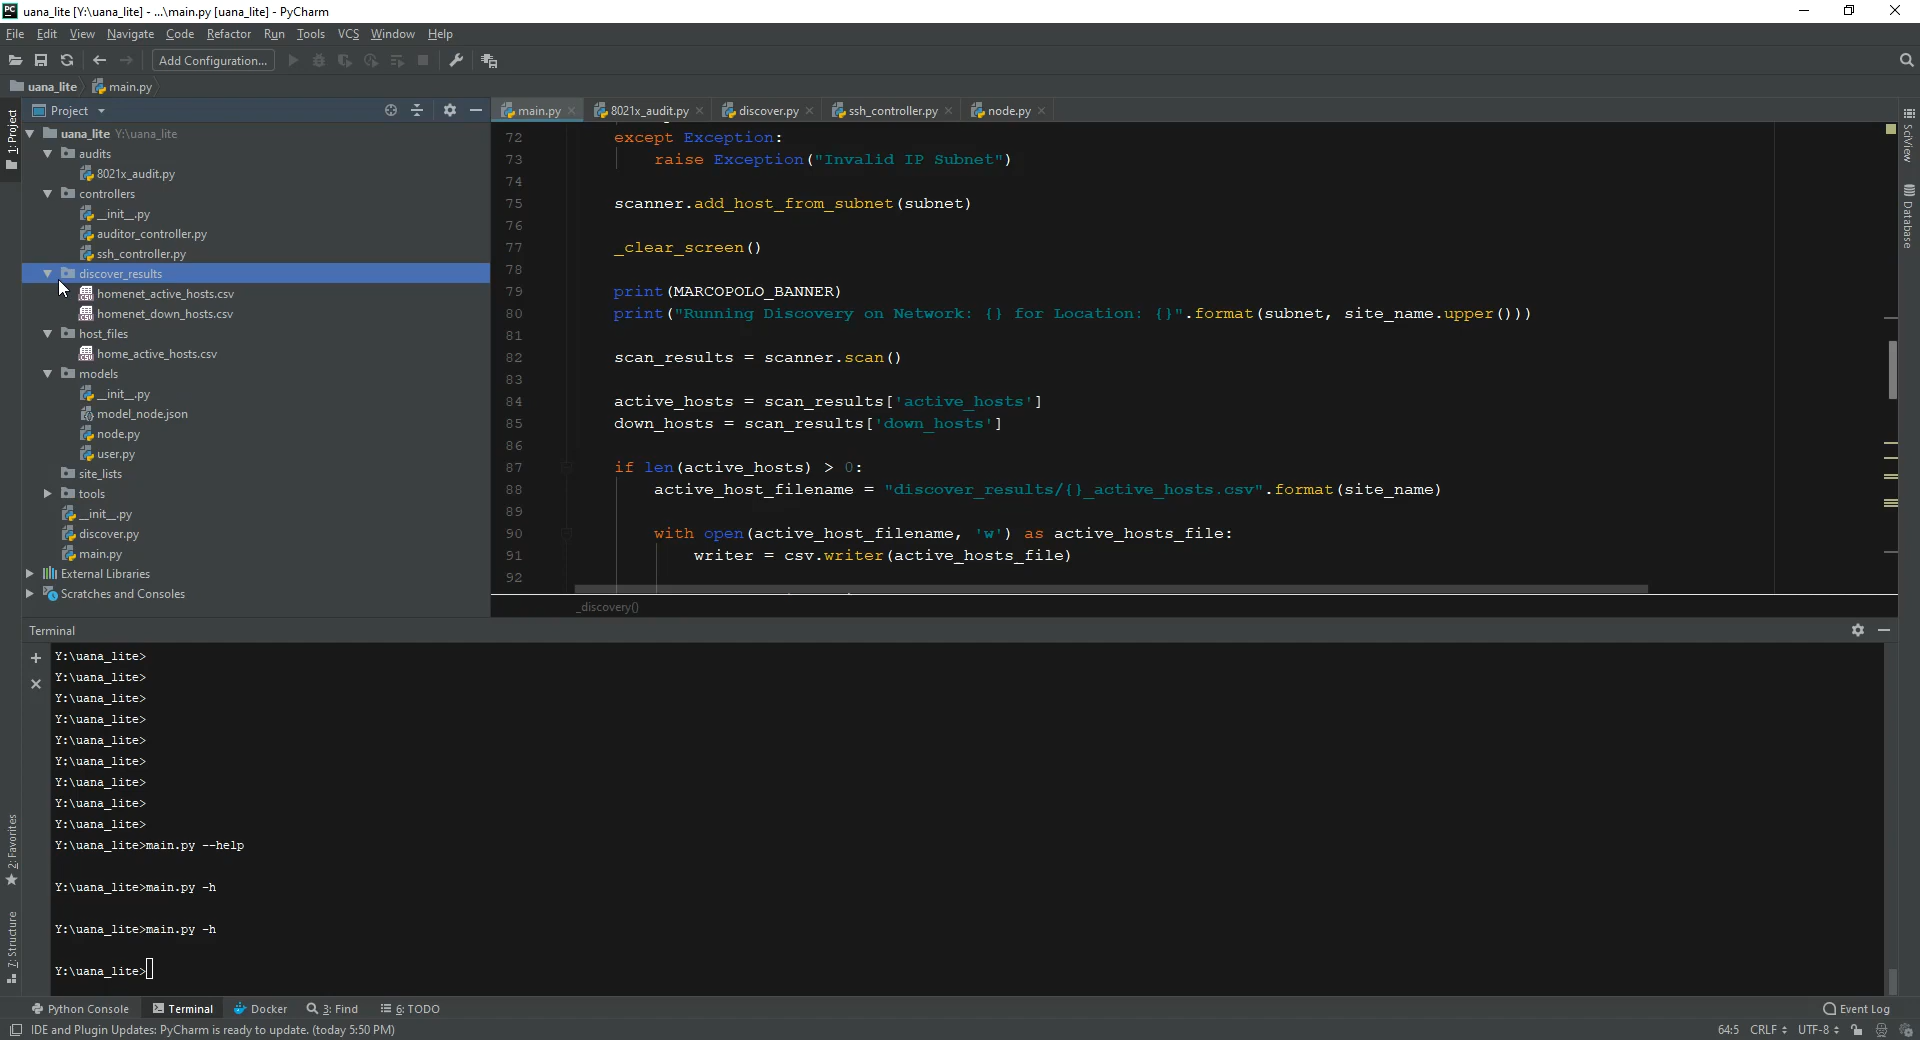 uana_lite [Y:\uana_lite] - ...\main.py [uana_lite] - PyCharm
File Edit View Navigate Code Refactor Run Tools VCS Window Help
Add Configuration...
uana_lite main.py
1: Project
Project
main.py 8021x_audit.py discover.py ssh_controller.py node.py
uana_lite Y:\uana_lite
audits
8021x_audit.py
controllers
__init__.py
auditor_controller.py
ssh_controller.py
discover_results
homenet_active_hosts.csv
homenet_down_hosts.csv
host_files
home_active_hosts.csv
models
__init__.py
model_node.json
node.py
user.py
site_lists
tools
__init__.py
discover.py
main.py
External Libraries
Scratches and Consoles
72 except Exception:
73 raise Exception("Invalid IP Subnet")
74
75 scanner.add_host_from_subnet(subnet)
76
77 _clear_screen()
78
79 print(MARCOPOLO_BANNER)
80 print("Running Discovery on Network: {} for Location: {}".format(subnet, site_name.upper()))
81
82 scan_results = scanner.scan()
83
84 active_hosts = scan_results['active_hosts']
85 down_hosts = scan_results['down_hosts']
86
87 if len(active_hosts) > 0:
88 active_host_filename = "discover_results/{}_active_hosts.csv".format(site_name)
89
90 with open(active_host_filename, 'w') as active_hosts_file:
91 writer = csv.writer(active_hosts_file)
92
_discovery()
SciView
Database
Terminal
Y:\uana_lite>
Y:\uana_lite>
Y:\uana_lite>
Y:\uana_lite>
Y:\uana_lite>
Y:\uana_lite>
Y:\uana_lite>
Y:\uana_lite>
Y:\uana_lite>
Y:\uana_lite>main.py --help
Y:\uana_lite>main.py -h
Y:\uana_lite>main.py -h
Y:\uana_lite>
2: Favorites
7: Structure
Python Console Terminal Docker 3: Find 6: TODO Event Log
IDE and Plugin Updates: PyCharm is ready to update. (today 5:50 PM) 64:5 CRLF UTF-8